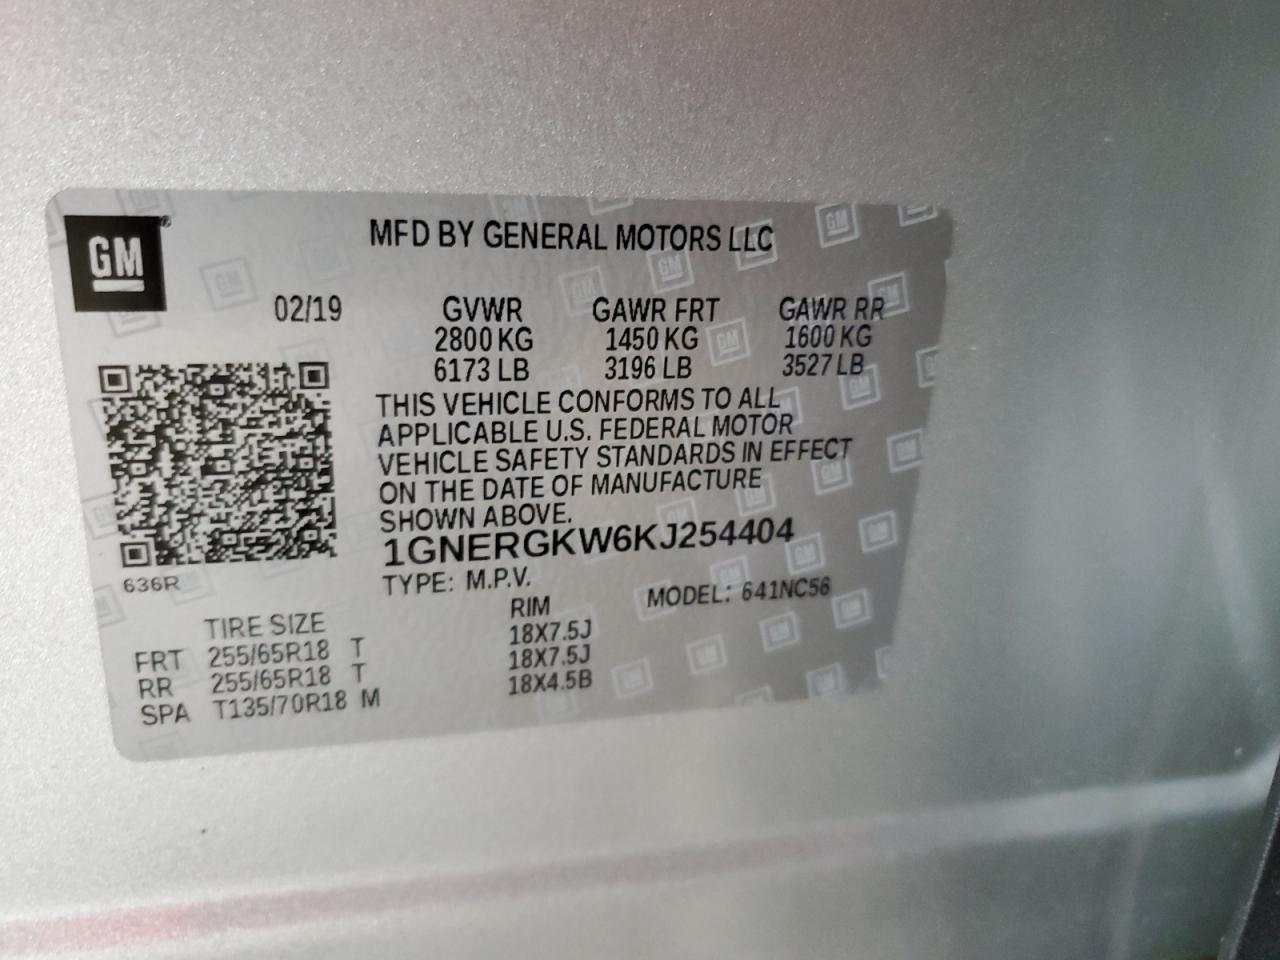 GM
MFD BY GENERAL MOTORS LLC
02/19 GVWR GAWR FRT GAWR RR
2800 KG 1450 KG 1600 KG
6173 LB 3196 LB 3527 LB
THIS VEHICLE CONFORMS TO ALL
APPLICABLE U.S. FEDERAL MOTOR
VEHICLE SAFETY STANDARDS IN EFFECT
ON THE DATE OF MANUFACTURE
SHOWN ABOVE.
1GNERGKW6KJ254404
636R
TYPE: M.P.V. MODEL: 641NC56
TIRE SIZE RIM
FRT 255/65R18 T 18X7.5J
RR 255/65R18 T 18X7.5J
SPA T135/70R18 M 18X4.5B